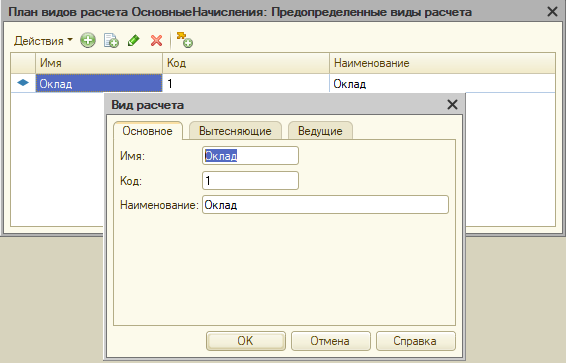 План видов расчета ОсновныеНачисления: Предопределенные виды расчета
Действия
Имя Код Наименование
Оклад 1 Оклад
Вид расчета
Основное Вытесняющие Ведущие
Имя: Оклад
Код: 1
Наименование: Оклад
OK Отмена Справка